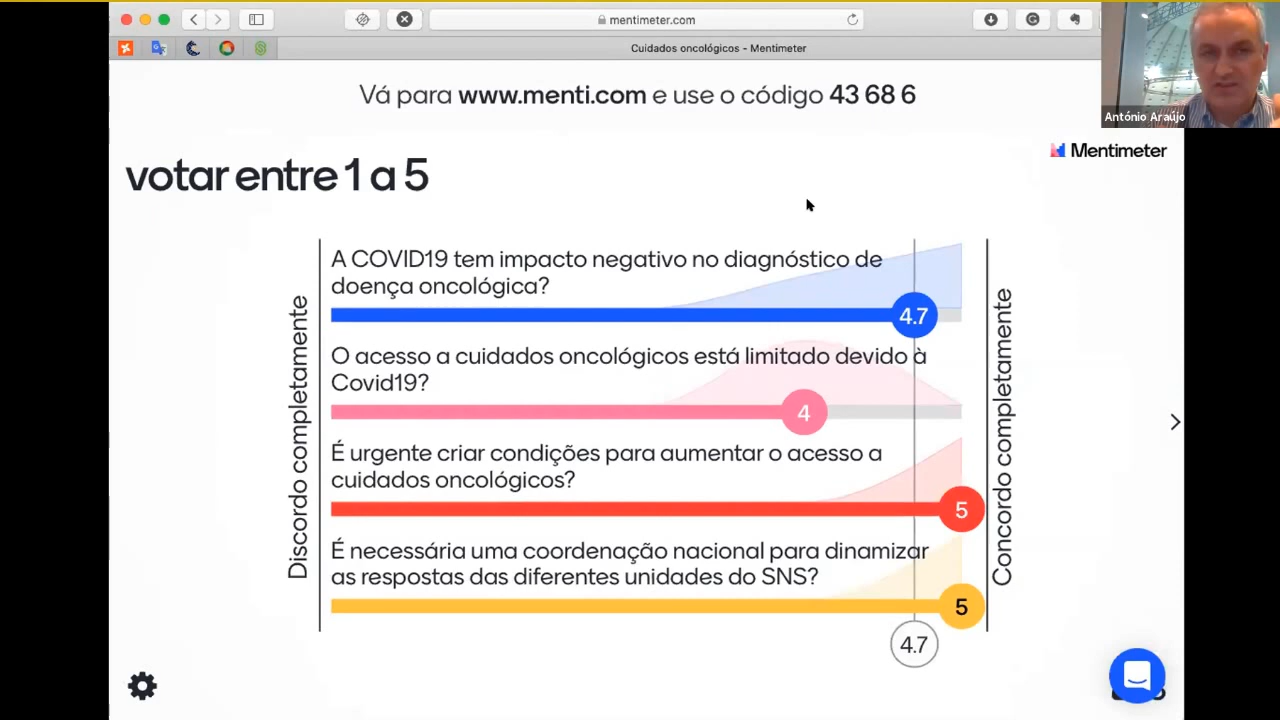 mentimeter.com
Cuidados oncológicos - Mentimeter
António Araújo
Vá para www.menti.com e use o código 43 68 6
Mentimeter
votar entre 1 a 5
Discordo completamente
A COVID19 tem impacto negativo no diagnóstico de
doença oncológica?
4.7
O acesso a cuidados oncológicos está limitado devido à
Covid19?
4
É urgente criar condições para aumentar o acesso a
cuidados oncológicos?
5
É necessária uma coordenação nacional para dinamizar
as respostas das diferentes unidades do SNS?
5
4.7
Concordo completamente